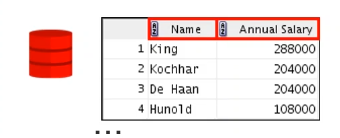 Name Annual Salary
1 King 288000
2 Kochhar 204000
3 De Haan 204000
4 Hunold 108000
...